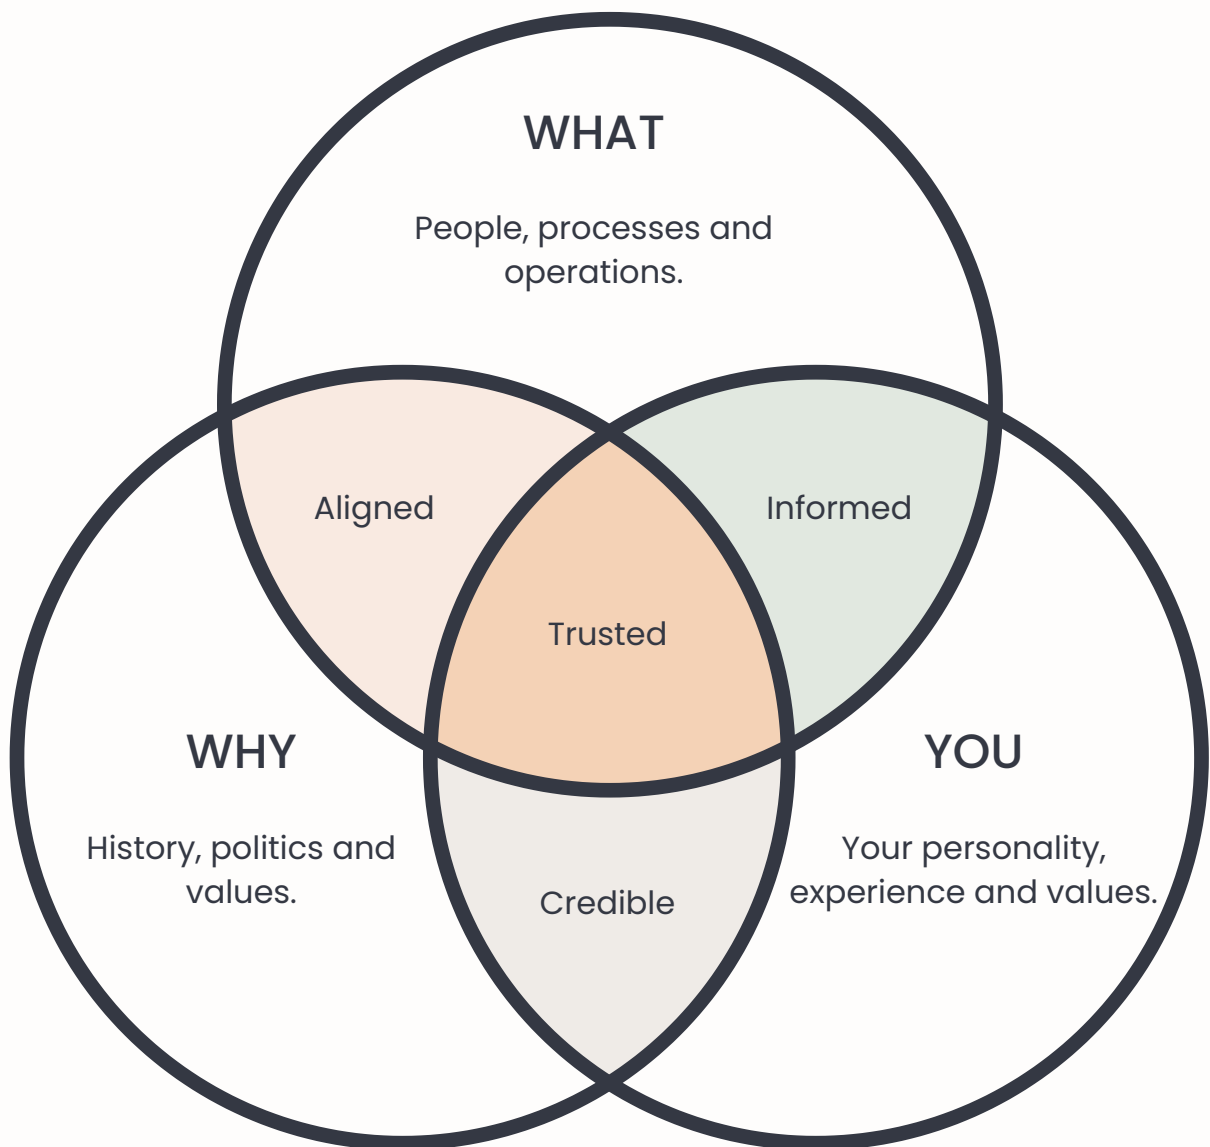 WHAT
People, processes and
operations.
Aligned
Informed
Trusted
WHY
History, politics and
values.
YOU
Your personality,
experience and values.
Credible